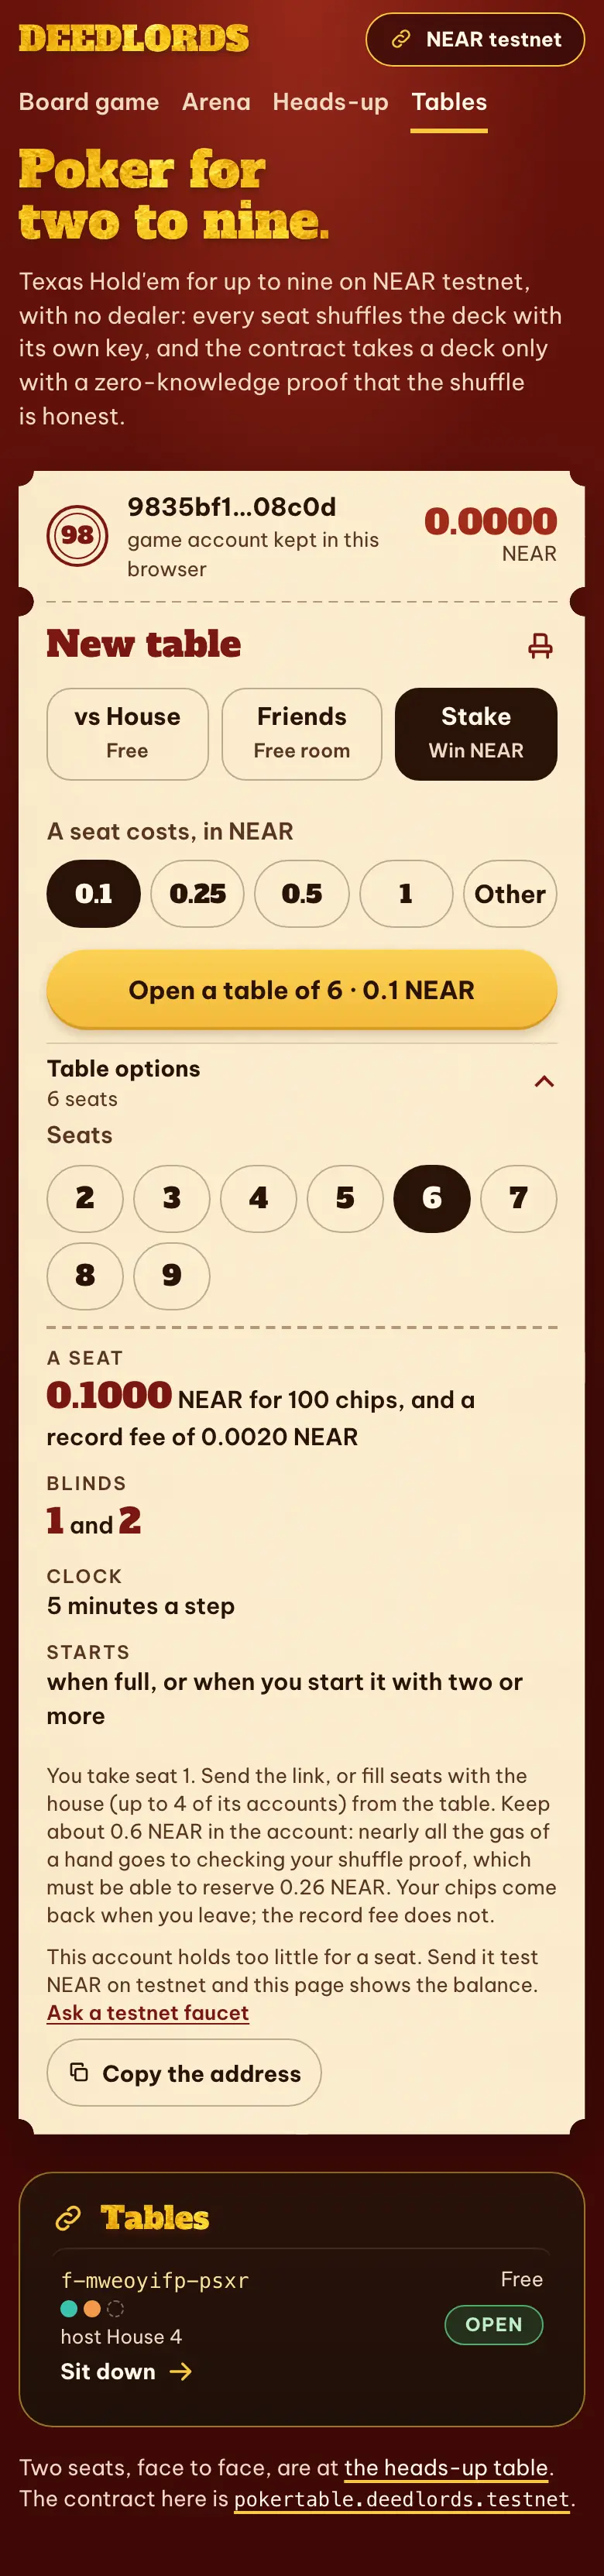 DEEDLORDS
NEAR testnet
Board game Arena Heads-up Tables
Poker for
two to nine.
Texas Hold'em for up to nine on NEAR testnet,
with no dealer: every seat shuffles the deck with
its own key, and the contract takes a deck only
with a zero-knowledge proof that the shuffle
is honest.
98
9835bf1…08c0d
game account kept in this
browser
0.0000
NEAR
New table
vs House
Free
Friends
Free room
Stake
Win NEAR
A seat costs, in NEAR
0.1 0.25 0.5 1 Other
Open a table of 6 · 0.1 NEAR
Table options
6 seats
Seats
2 3 4 5 6 7
8 9
A SEAT
0.1000 NEAR for 100 chips, and a
record fee of 0.0020 NEAR
BLINDS
1 and 2
CLOCK
5 minutes a step
STARTS
when full, or when you start it with two or
more
You take seat 1. Send the link, or fill seats with the
house (up to 4 of its accounts) from the table. Keep
about 0.6 NEAR in the account: nearly all the gas of
a hand goes to checking your shuffle proof, which
must be able to reserve 0.26 NEAR. Your chips come
back when you leave; the record fee does not.
This account holds too little for a seat. Send it test
NEAR on testnet and this page shows the balance.
Ask a testnet faucet
Copy the address
Tables
f-mweoyifp-psxr
Free
host House 4
OPEN
Sit down →
Two seats, face to face, are at the heads-up table.
The contract here is pokertable.deedlords.testnet.